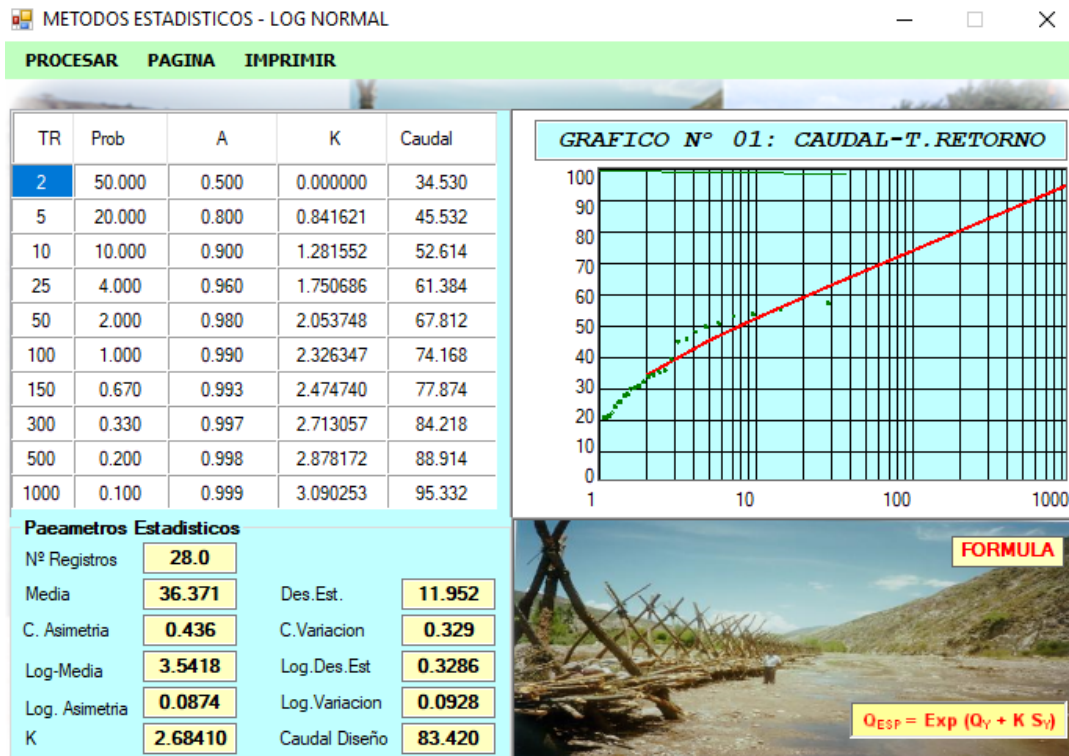 METODOS ESTADISTICOS - LOG NORMAL
PROCESAR PAGINA IMPRIMIR
TR Prob A K Caudal
2 50.000 0.500 0.000000 34.530
5 20.000 0.800 0.841621 45.532
10 10.000 0.900 1.281552 52.614
25 4.000 0.960 1.750686 61.384
50 2.000 0.980 2.053748 67.812
100 1.000 0.990 2.326347 74.168
150 0.670 0.993 2.474740 77.874
300 0.330 0.997 2.713057 84.218
500 0.200 0.998 2.878172 88.914
1000 0.100 0.999 3.090253 95.332
GRAFICO Nº 01: CAUDAL-T.RETORNO
100
90
80
70
60
50
40
30
20
10
0
1 10 100 1000
Paeametros Estadisticos
Nº Registros 28.0
Media 36.371 Des.Est. 11.952
C. Asimetria 0.436 C.Variacion 0.329
Log-Media 3.5418 Log.Des.Est 0.3286
Log. Asimetria 0.0874 Log.Variacion 0.0928
K 2.68410 Caudal Diseño 83.420
FORMULA
Q_ESP = Exp (Q_Y + K S_Y)